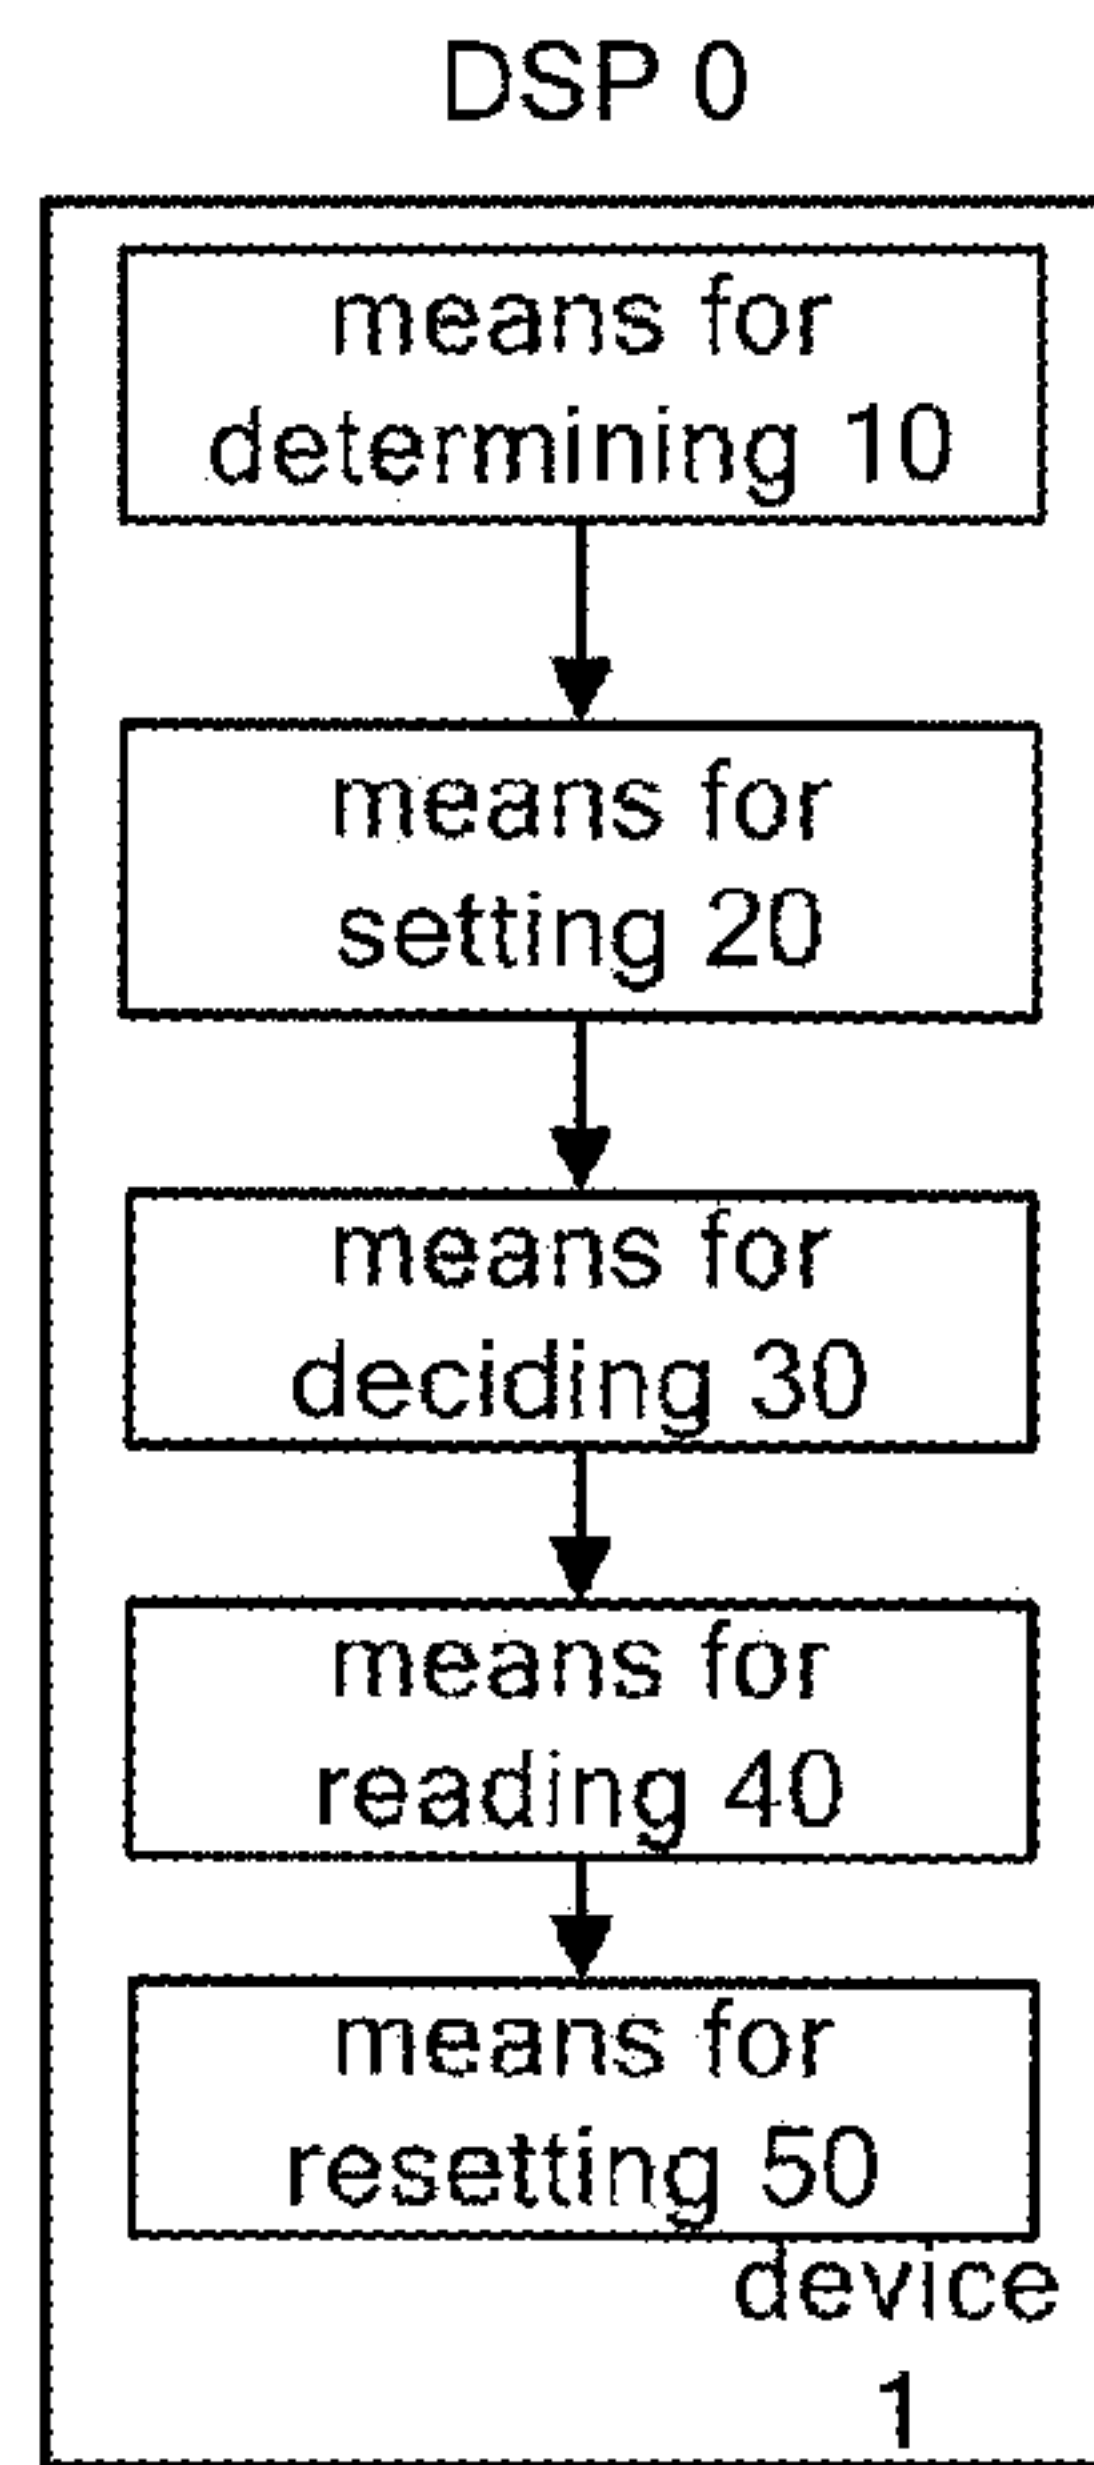 DSP 0
means for
determining 10
means for
setting 20
means for
deciding 30
means for
reading 40
means for
resetting 50
device
1